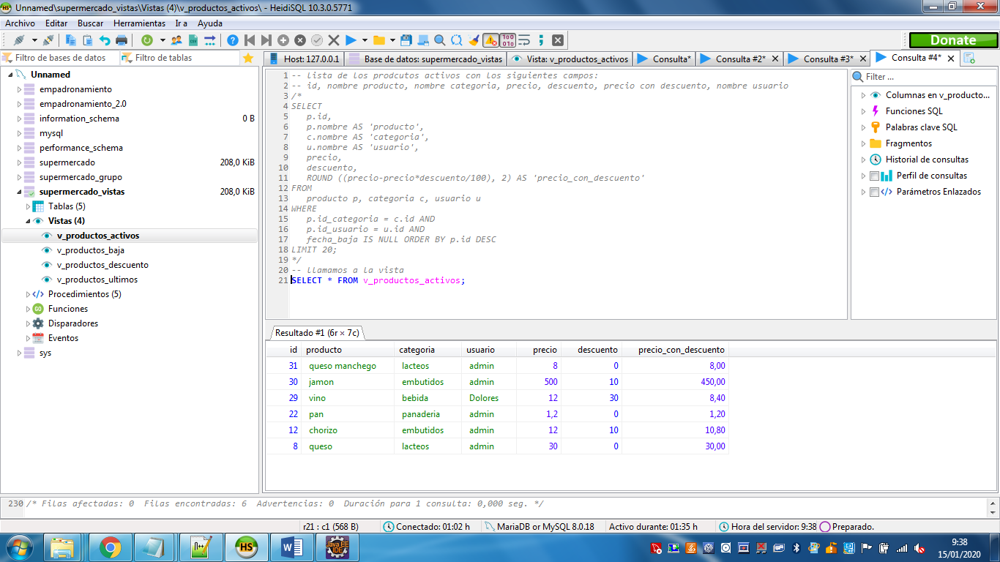 Unnamed\supermercado_vistas\Vistas (4)\v_productos_activos\ - HeidiSQL 10.3.0.5771
Archivo Editar Buscar Herramientas Ir a Ayuda
Donate
Filtro de bases de datos Filtro de tablas
Host: 127.0.0.1 Base de datos: supermercado_vistas Vista: v_productos_activos Consulta* Consulta #2* Consulta #3* Consulta #4*
Unnamed
empadronamiento
empadronamiento_2.0
information_schema 0 B
mysql
performance_schema
supermercado 208,0 KiB
supermercado_grupo
supermercado_vistas 208,0 KiB
Tablas (5)
Vistas (4)
v_productos_activos
v_productos_baja
v_productos_descuento
v_productos_ultimos
Procedimientos (5)
Funciones
Disparadores
Eventos
sys
1 -- lista de los prodcutos activos con los siguientes campos:
2 -- id, nombre producto, nombre categoria, precio, descuento, precio con descuento, nombre usuario
3 /*
4 SELECT
5 p.id,
6 p.nombre AS 'producto',
7 c.nombre AS 'categoria',
8 u.nombre AS 'usuario',
9 precio,
10 descuento,
11 ROUND ((precio-precio*descuento/100), 2) AS 'precio_con_descuento'
12 FROM
13 producto p, categoria c, usuario u
14 WHERE
15 p.id_categoria = c.id AND
16 p.id_usuario = u.id AND
17 fecha_baja IS NULL ORDER BY p.id DESC
18 LIMIT 20;
19 */
20 -- llamamos a la vista
21 SELECT * FROM v_productos_activos;
Filter ...
Columnas en v_producto...
Funciones SQL
Palabras clave SQL
Fragmentos
Historial de consultas
Perfil de consultas
Parámetros Enlazados
Resultado #1 (6r × 7c)
id producto categoria usuario precio descuento precio_con_descuento
31 queso manchego lacteos admin 8 0 8,00
30 jamon embutidos admin 500 10 450,00
29 vino bebida Dolores 12 30 8,40
22 pan panaderia admin 1,2 0 1,20
12 chorizo embutidos admin 12 10 10,80
8 queso lacteos admin 30 0 30,00
230 /* Filas afectadas: 0 Filas encontradas: 6 Advertencias: 0 Duración para 1 consulta: 0,000 seg. */
r21 : c1 (568 B) Conectado: 01:02 h MariaDB or MySQL 8.0.18 Activo durante: 01:35 h Hora del servidor: 9:38 Preparado.
HS
Java EE
IDE
9:38
15/01/2020